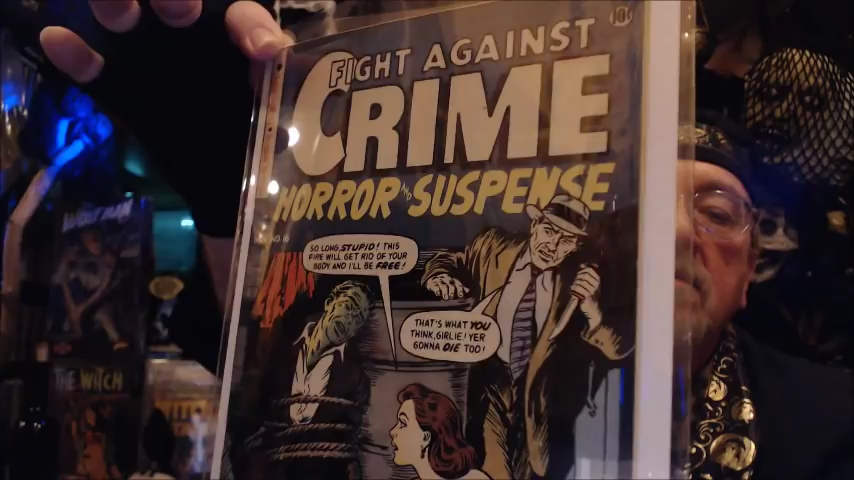 10¢
FIGHT AGAINST
CRIME
HORROR AND SUSPENSE
SO LONG, STUPID! THIS
FIRE WILL GET RID OF YOUR
BODY AND I'LL BE FREE!
THAT'S WHAT YOU
THINK, GIRLIE! YER
GONNA DIE TOO!
THE WITCH